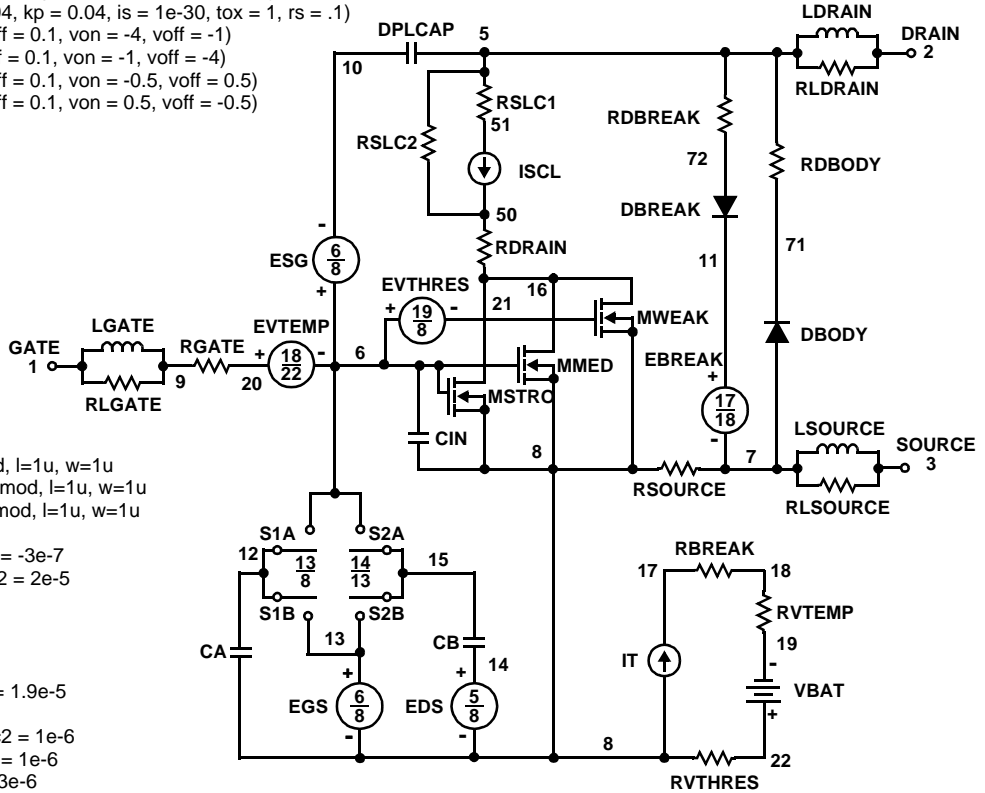 04, kp = 0.04, is = 1e-30, tox = 1, rs = .1)
ff = 0.1, von = -4, voff = -1)
f = 0.1, von = -1, voff = -4)
ff = 0.1, von = -0.5, voff = 0.5)
ff = 0.1, von = 0.5, voff = -0.5)
LDRAIN
DPLCAP
5
DRAIN
2
10
RLDRAIN
RSLC1
51
RDBREAK
RSLC2
72
RDBODY
ISCL
DBREAK
50
71
RDRAIN
11
-
ESG
6
8
+
EVTHRES
16
+
19
8
-
21
MWEAK
LGATE
EVTEMP
DBODY
GATE
1
RGATE
+
18
22
-
6
MMED
EBREAK
+
9
20
RLGATE
MSTRO
17
18
-
LSOURCE
CIN
8
7
SOURCE
3
RSOURCE
RLSOURCE
d, l=1u, w=1u
mod, l=1u, w=1u
mod, l=1u, w=1u
S1A
S2A
= -3e-7
2 = 2e-5
12
13
8
14
13
15
RBREAK
17
18
S1B
S2B
RVTEMP
13
CB
19
CA
IT
-
14
+
+
VBAT
= 1.9e-5
EGS
6
8
EDS
5
8
+
-
-
c2 = 1e-6
= 1e-6
3e-6
8
22
RVTHRES